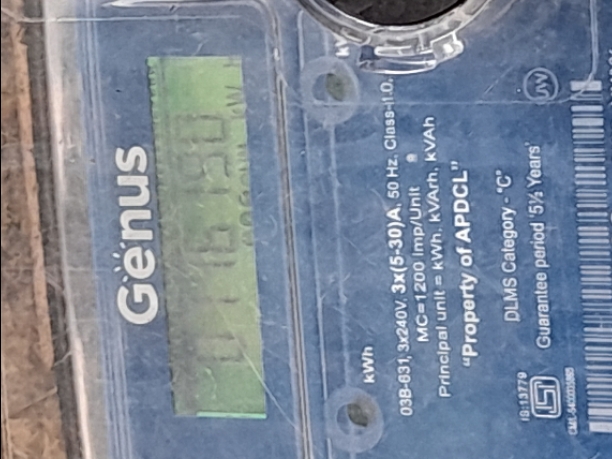 Genus
kWh
03B-631, 3x240V, 3x(5-30)A, 50 Hz, Class-1.0,
MC=1200 Imp/Unit
Principal unit = kWh, kVArh, kVAh
“Property of APDCL”
DLMS Category - “C”
Guarantee period '5½ Years'
UV
IS:13779